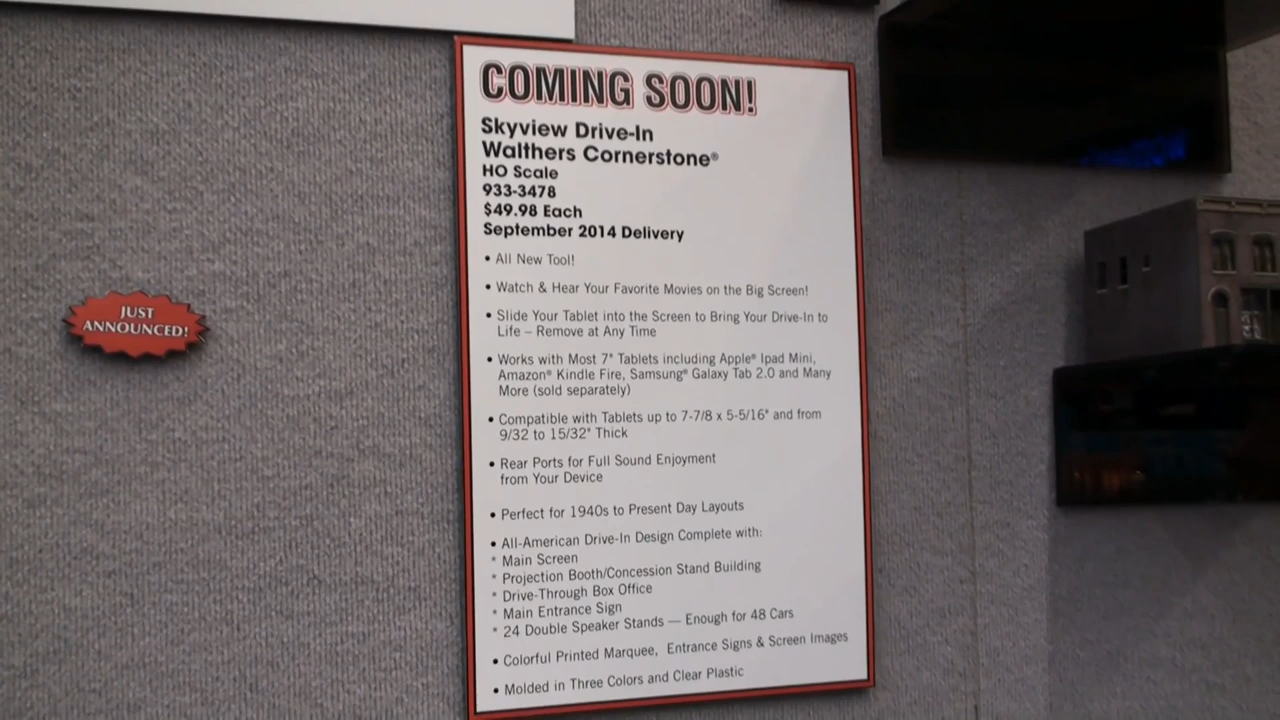 COMING SOON!
Skyview Drive-In
Walthers Cornerstone®
HO Scale
933-3478
$49.98 Each
September 2014 Delivery
• All New Tool!
• Watch & Hear Your Favorite Movies on the Big Screen!
• Slide Your Tablet into the Screen to Bring Your Drive-In to
Life – Remove at Any Time
• Works with Most 7" Tablets including Apple® Ipad Mini,
Amazon® Kindle Fire, Samsung® Galaxy Tab 2.0 and Many
More (sold separately)
• Compatible with Tablets up to 7-7/8 x 5-5/16" and from
9/32 to 15/32" Thick
• Rear Ports for Full Sound Enjoyment
from Your Device
• Perfect for 1940s to Present Day Layouts
• All-American Drive-In Design Complete with:
* Main Screen
* Projection Booth/Concession Stand Building
* Drive-Through Box Office
* Main Entrance Sign
* 24 Double Speaker Stands — Enough for 48 Cars
• Colorful Printed Marquee, Entrance Signs & Screen Images
• Molded in Three Colors and Clear Plastic
JUST
ANNOUNCED!